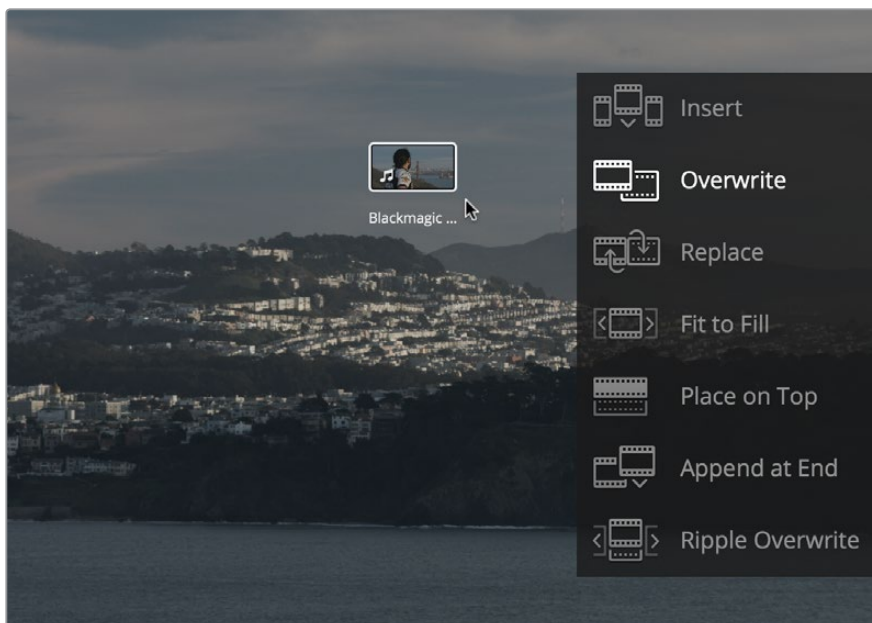 Insert
Overwrite
Blackmagic ...
Replace
Fit to Fill
Place on Top
Append at End
Ripple Overwrite